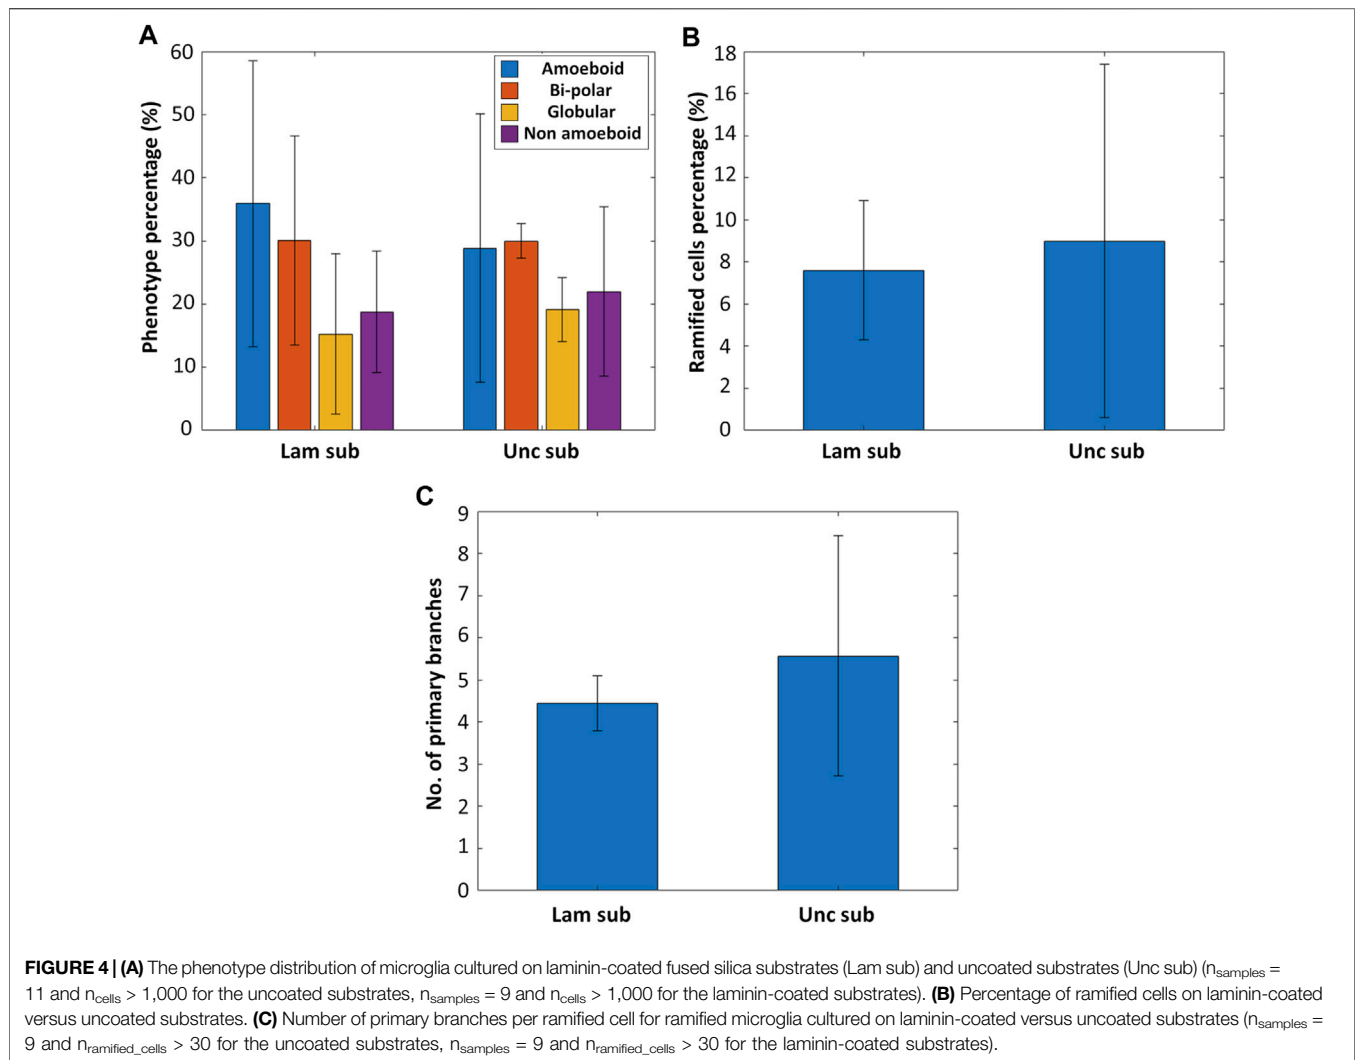 A
60
50
40
30
20
10
0
Phenotype percentage (%)
Amoeboid
Bi-polar
Globular
Non amoeboid
Lam sub Unc sub
B
18
16
14
12
10
8
6
4
2
0
Ramified cells percentage (%)
Lam sub Unc sub
C
9
8
7
6
5
4
3
2
1
0
No. of primary branches
Lam sub Unc sub
FIGURE 4 | (A) The phenotype distribution of microglia cultured on laminin-coated fused silica substrates (Lam sub) and uncoated substrates (Unc sub) (nsamples =
11 and ncells > 1,000 for the uncoated substrates, nsamples = 9 and ncells > 1,000 for the laminin-coated substrates). (B) Percentage of ramified cells on laminin-coated
versus uncoated substrates. (C) Number of primary branches per ramified cell for ramified microglia cultured on laminin-coated versus uncoated substrates (nsamples =
9 and nramified_cells > 30 for the uncoated substrates, nsamples = 9 and nramified_cells > 30 for the laminin-coated substrates).